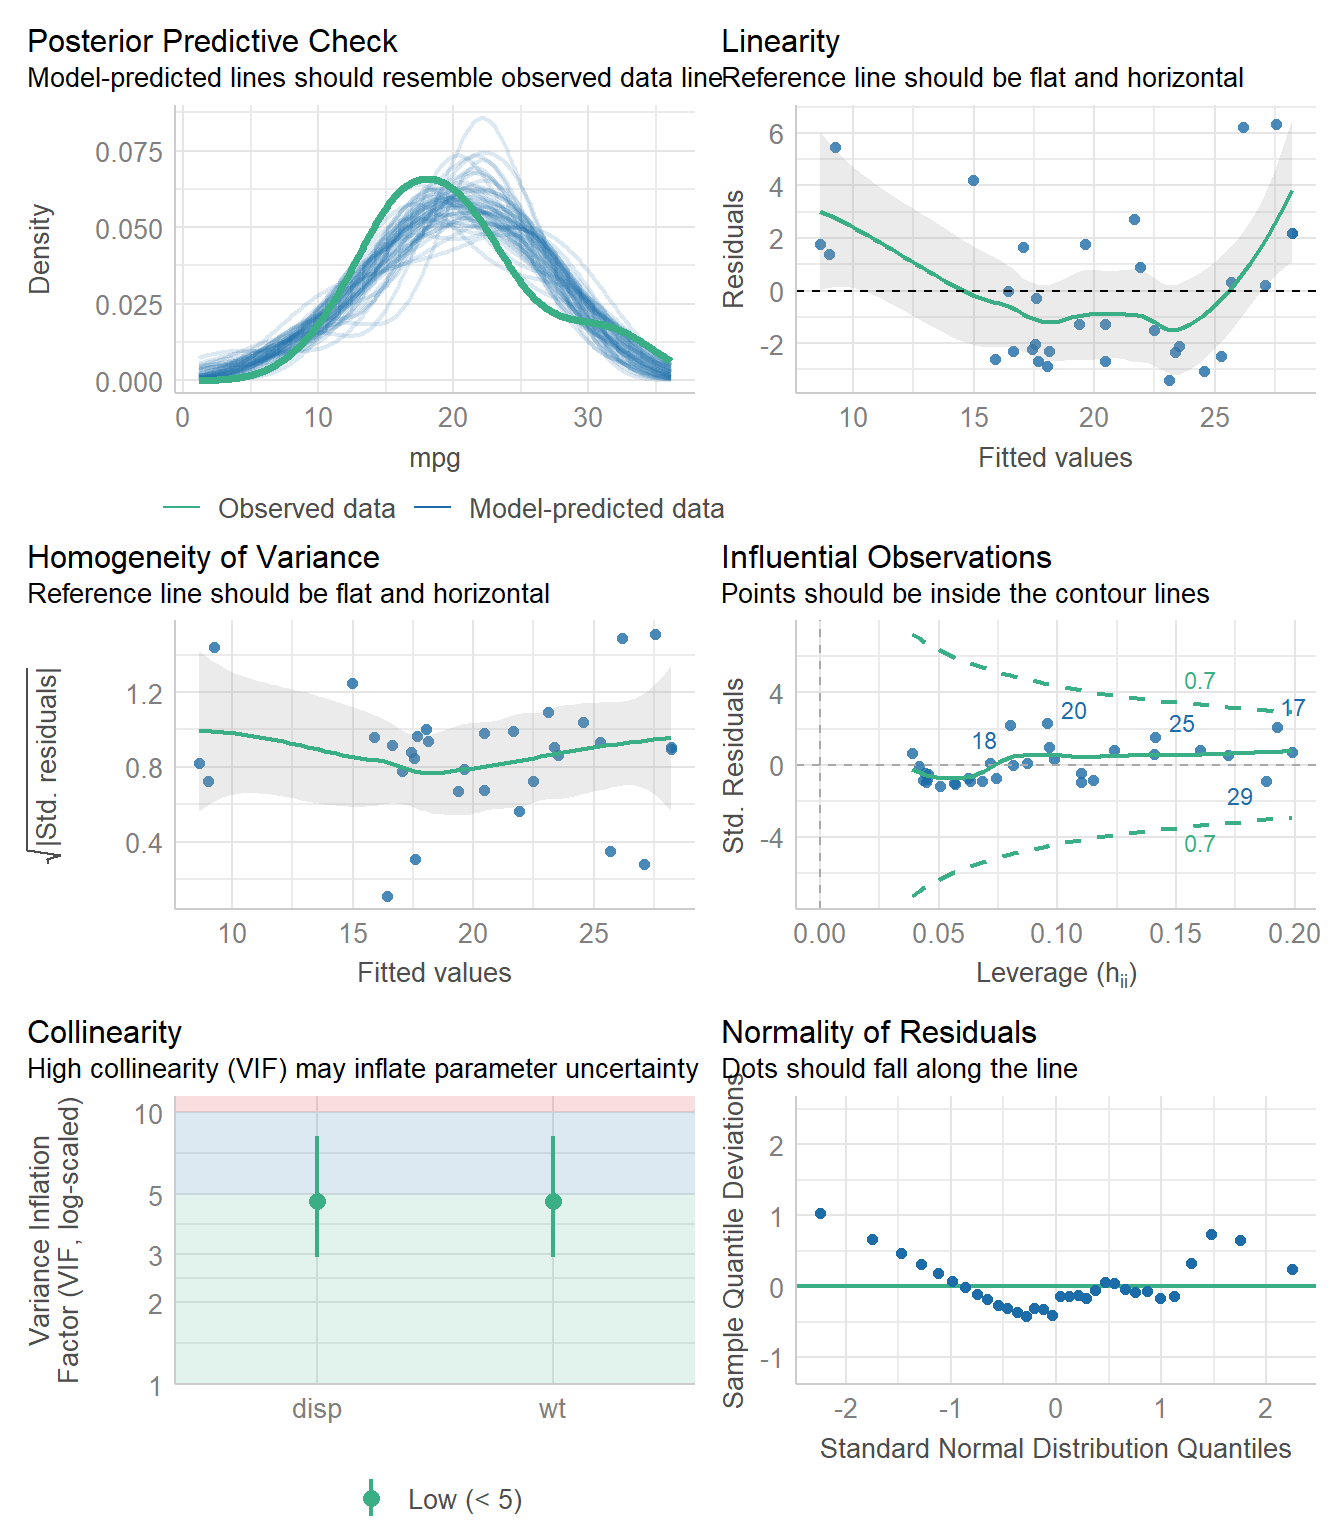 Posterior Predictive Check
Model-predicted lines should resemble observed data line
0.075
0.050
0.025
0.000
Density
0 10 20 30
mpg
Observed data Model-predicted data
Linearity
Reference line should be flat and horizontal
6
4
2
0
-2
Residuals
10 15 20 25
Fitted values
Homogeneity of Variance
Reference line should be flat and horizontal
1.2
0.8
0.4
√|Std. residuals|
10 15 20 25
Fitted values
Influential Observations
Points should be inside the contour lines
4
0
-4
Std. Residuals
0.7
17
20
25
18
29
0.7
0.00 0.05 0.10 0.15 0.20
Leverage (hii)
Collinearity
High collinearity (VIF) may inflate parameter uncertainty
10
5
3
2
1
Variance Inflation
Factor (VIF, log-scaled)
disp wt
Low (< 5)
Normality of Residuals
Dots should fall along the line
2
1
0
-1
Sample Quantile Deviations
-2 -1 0 1 2
Standard Normal Distribution Quantiles